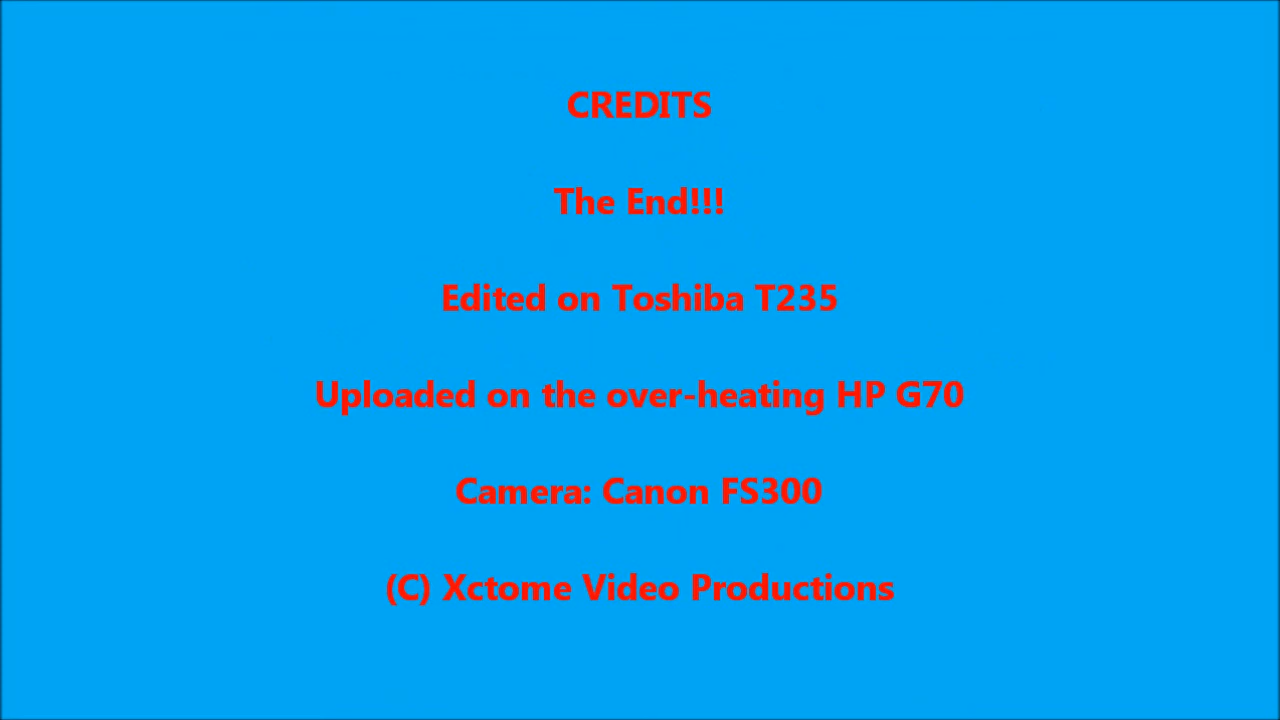 CREDITS
The End!!!
Edited on Toshiba T235
Uploaded on the over-heating HP G70
Camera: Canon FS300
(C) Xctome Video Productions